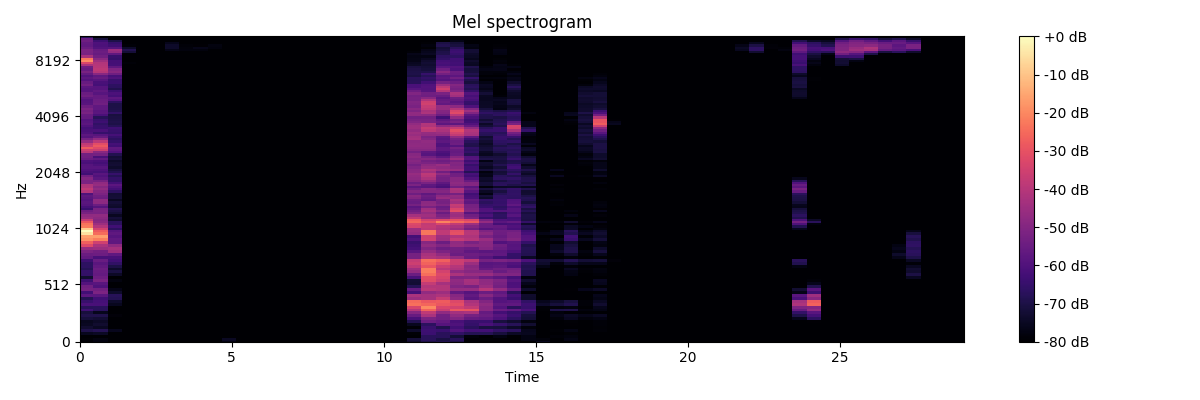 Mel spectrogram
Hz
8192
4096
2048
1024
512
0
0 5 10 15 20 25
Time
+0 dB
-10 dB
-20 dB
-30 dB
-40 dB
-50 dB
-60 dB
-70 dB
-80 dB